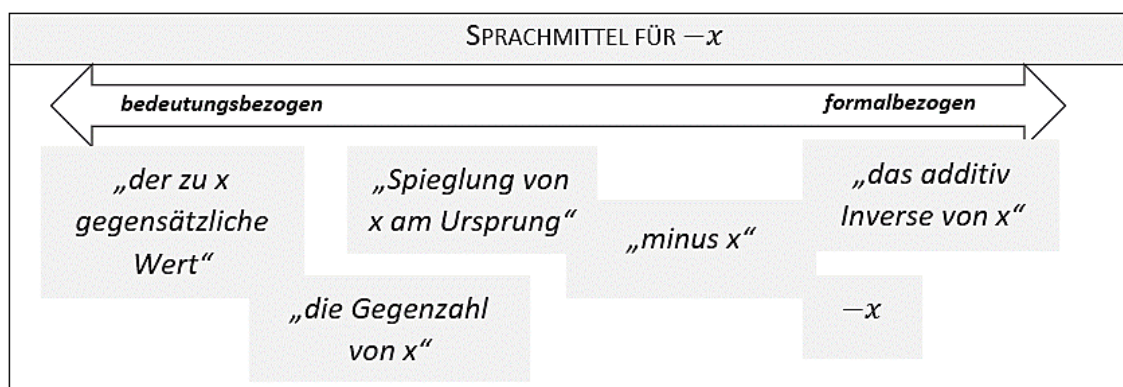 SPRACHMITTEL FÜR −x
bedeutungsbezogen
formalbezogen
„der zu x
gegensätzliche
Wert“
„die Gegenzahl
von x“
„Spieglung von
x am Ursprung“
„minus x“
„das additiv
Inverse von x“
−x